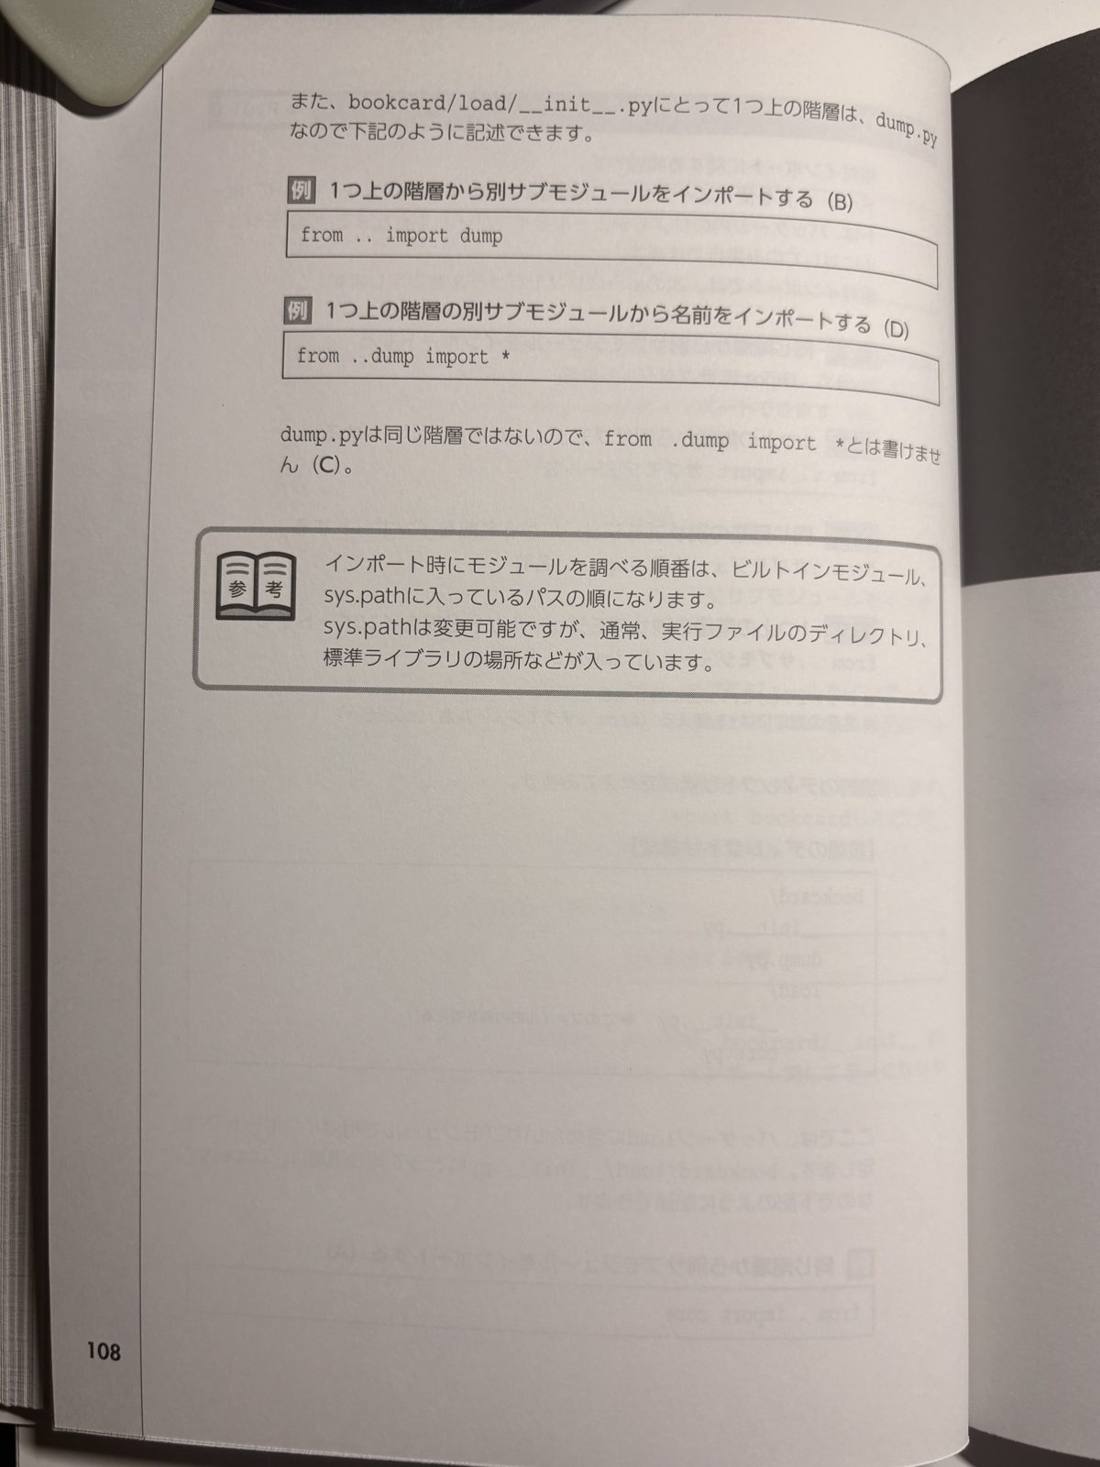 また、bookcard/load/__init__.pyにとって1つ上の階層は、dump.py
なので下記のように記述できます。
例 1つ上の階層から別サブモジュールをインポートする（B）
from .. import dump
例 1つ上の階層の別サブモジュールから名前をインポートする（D）
from ..dump import *
dump.pyは同じ階層ではないので、from .dump import *とは書けませ
ん（C）。
参考
インポート時にモジュールを調べる順番は、ビルトインモジュール、
sys.pathに入っているパスの順になります。
sys.pathは変更可能ですが、通常、実行ファイルのディレクトリ、
標準ライブラリの場所などが入っています。
108